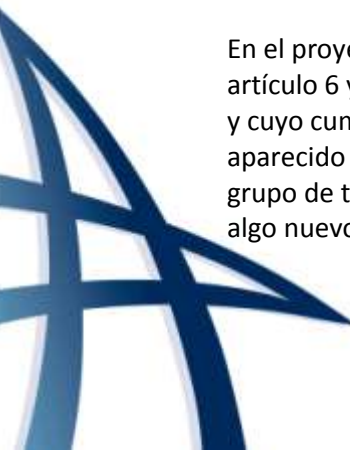 En el proye
artículo 6 y
y cuyo cum
aparecido
grupo de t
algo nuevo